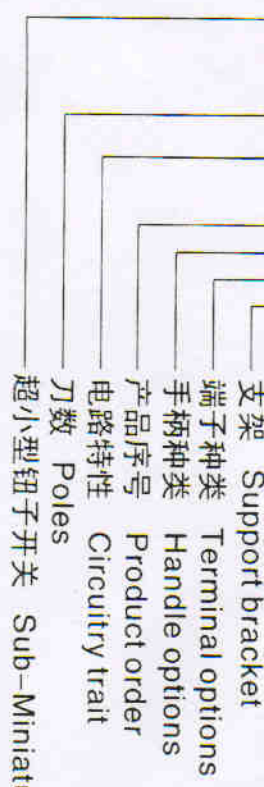 支架 Support bracket
端子种类 Terminal options
手柄种类 Handle options
产品序号 Product order
电路特性 Circuitry trait
刀数 Poles
超小型钮子开关